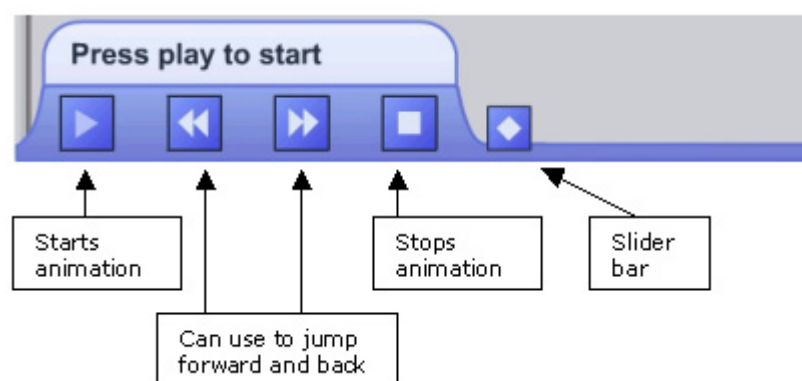 Press play to start
Starts
animation
Stops
animation
Slider
bar
Can use to jump
forward and back